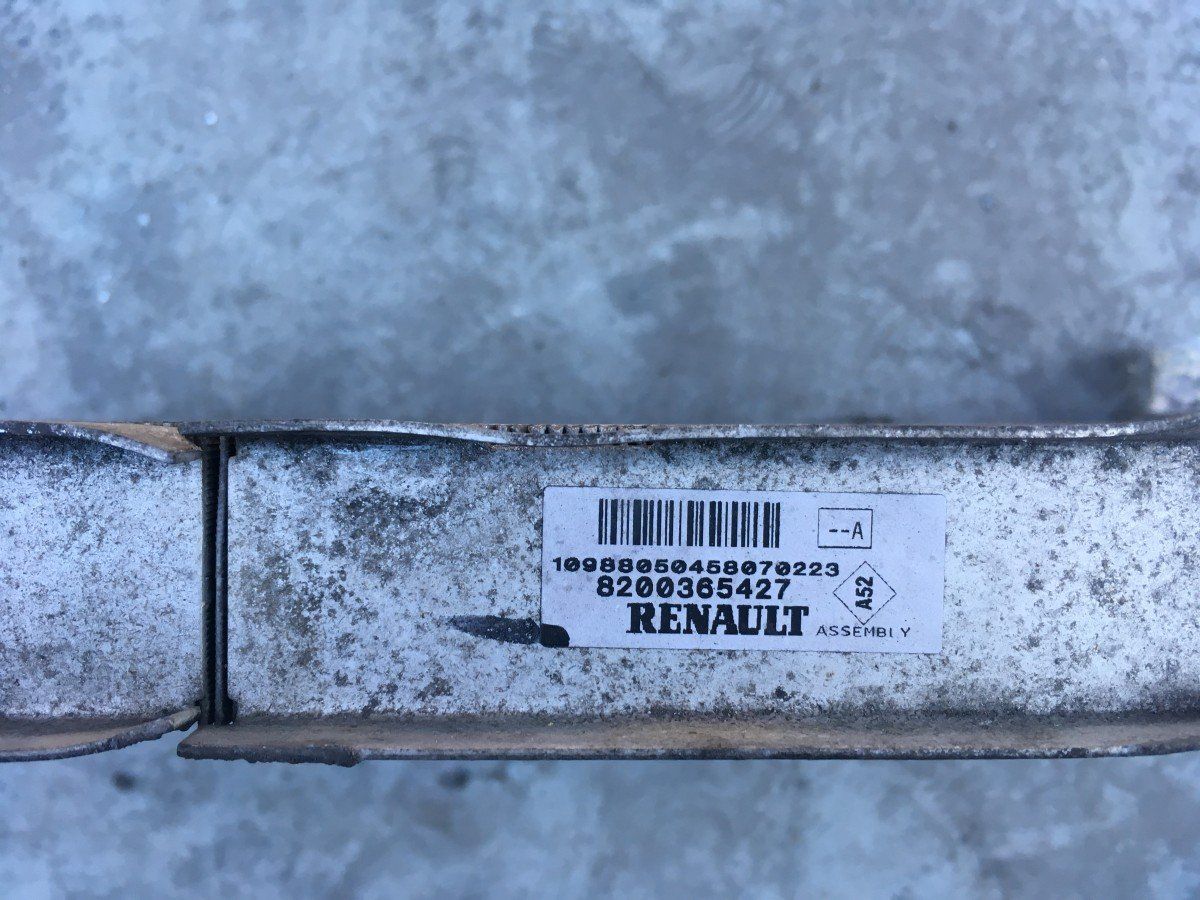 --A
10988050458070223
8200365427
A52
RENAULT
ASSEMBLY